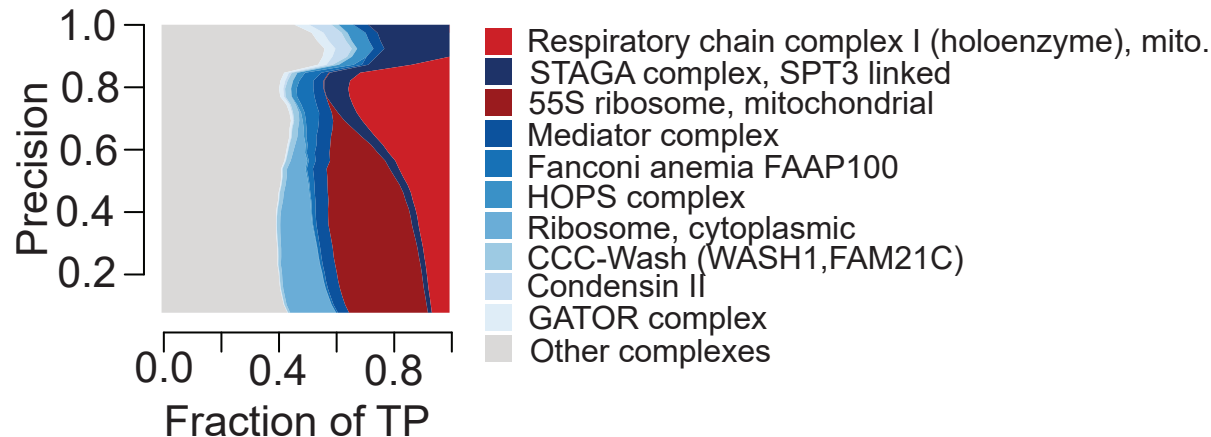 Precision
1.0
0.8
0.6
0.4
0.2
0.0 0.4 0.8
Fraction of TP
Respiratory chain complex I (holoenzyme), mito.
STAGA complex, SPT3 linked
55S ribosome, mitochondrial
Mediator complex
Fanconi anemia FAAP100
HOPS complex
Ribosome, cytoplasmic
CCC-Wash (WASH1,FAM21C)
Condensin II
GATOR complex
Other complexes